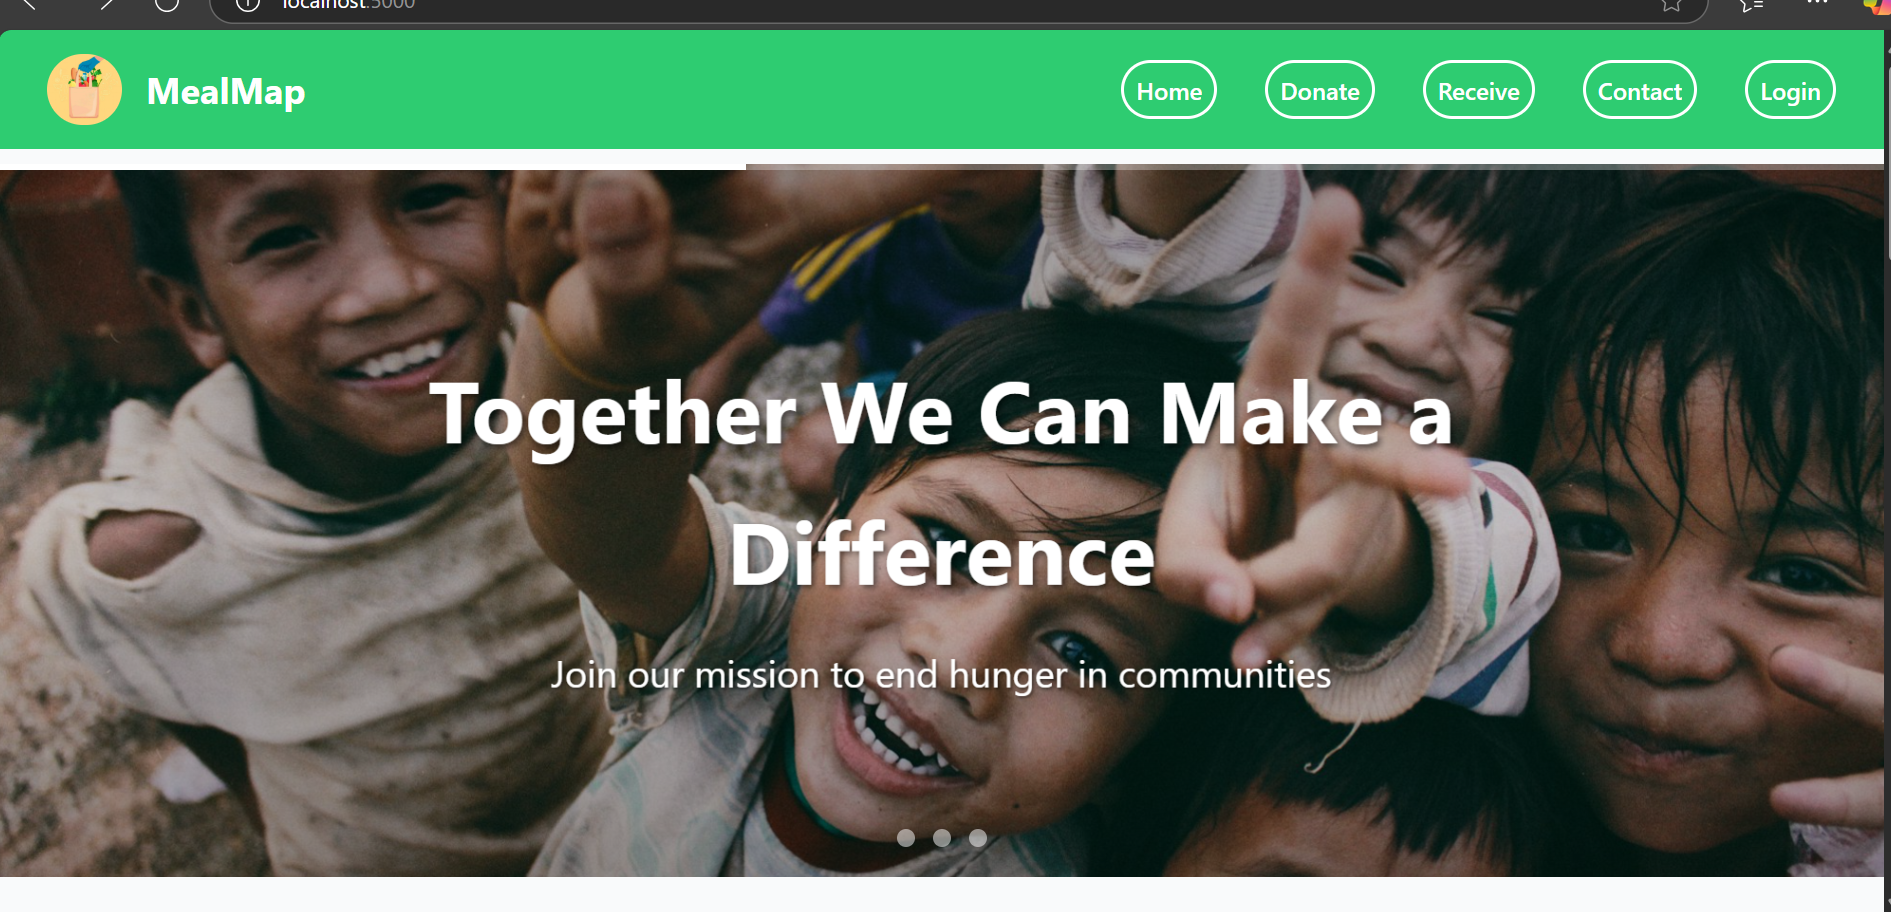 localhost:5000
MealMap
Home
Donate
Receive
Contact
Login
Together We Can Make a
Difference
Join our mission to end hunger in communities